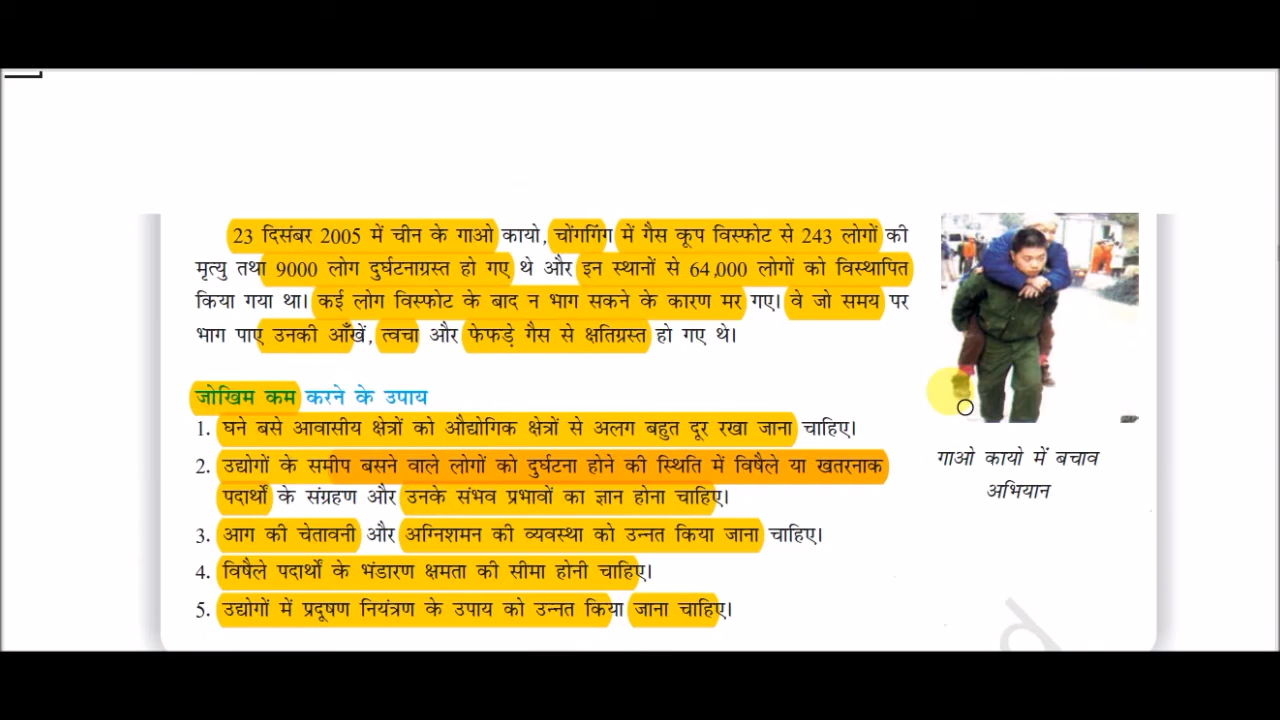 23 दिसंबर 2005 में चीन के गाओ कायो, चोंगगिंग में गैस कूप विस्फोट से 243 लोगों की
मृत्यु तथा 9000 लोग दुर्घटनाग्रस्त हो गए थे और इन स्थानों से 64,000 लोगों को विस्थापित
किया गया था। कई लोग विस्फोट के बाद न भाग सकने के कारण मर गए। वे जो समय पर
भाग पाए उनकी आँखें, त्वचा और फेफड़े गैस से क्षतिग्रस्त हो गए थे।
जोखिम कम करने के उपाय
1. घने बसे आवासीय क्षेत्रों को औद्योगिक क्षेत्रों से अलग बहुत दूर रखा जाना चाहिए।
2. उद्योगों के समीप बसने वाले लोगों को दुर्घटना होने की स्थिति में विषैले या खतरनाक
पदार्थों के संग्रहण और उनके संभव प्रभावों का ज्ञान होना चाहिए।
3. आग की चेतावनी और अग्निशमन की व्यवस्था को उन्नत किया जाना चाहिए।
4. विषैले पदार्थों के भंडारण क्षमता की सीमा होनी चाहिए।
5. उद्योगों में प्रदूषण नियंत्रण के उपाय को उन्नत किया जाना चाहिए।
गाओ कायो में बचाव
अभियान